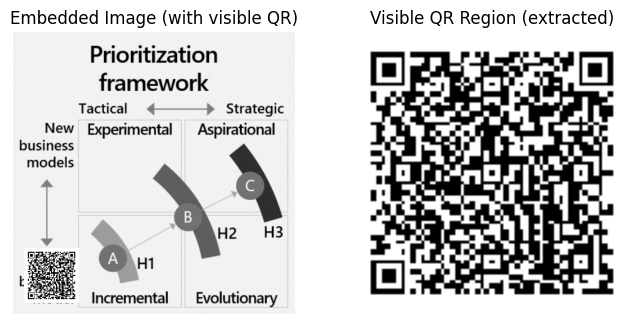 Embedded Image (with visible QR)
Visible QR Region (extracted)
Prioritization
framework
Tactical
Strategic
New
business
models
Experimental
Aspirational
C
B
A
H1
H2
H3
Incremental
Evolutionary